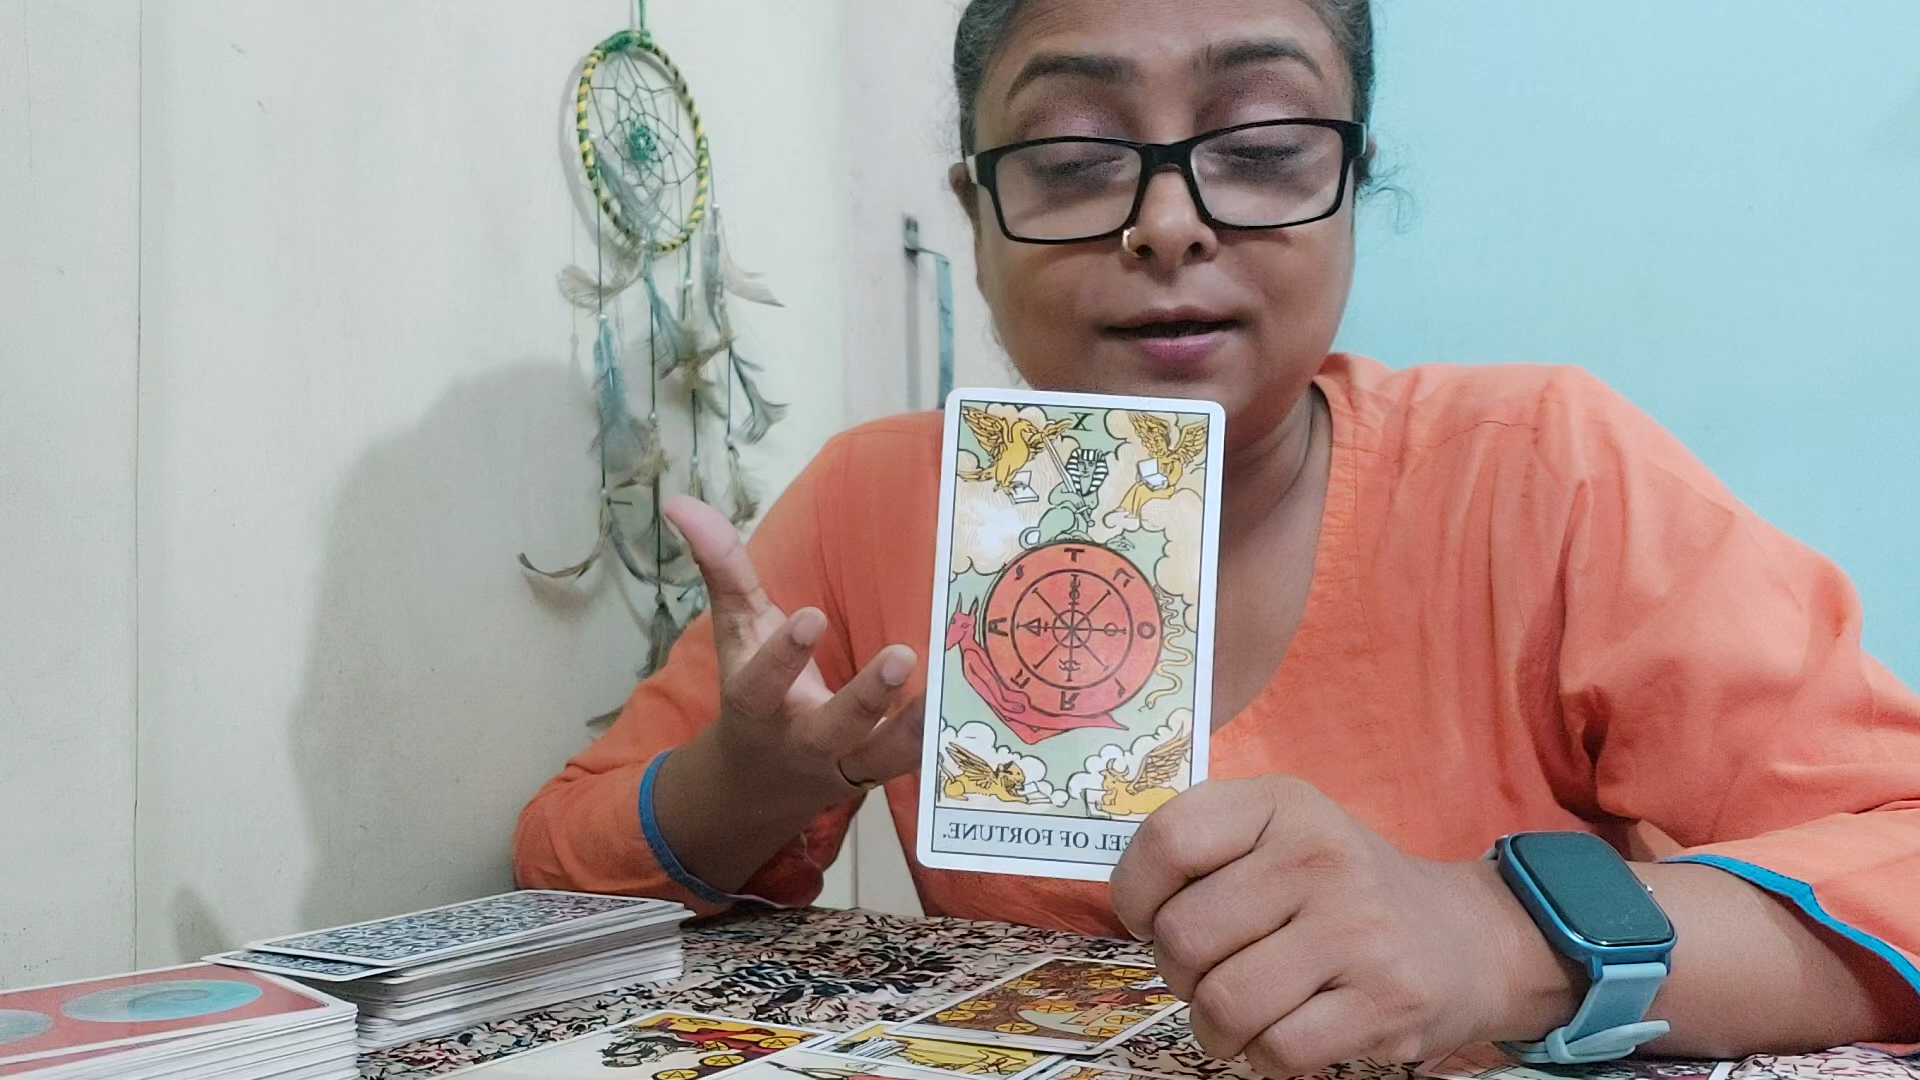 X
T
A
O
R
EEL OF FORTUNE.